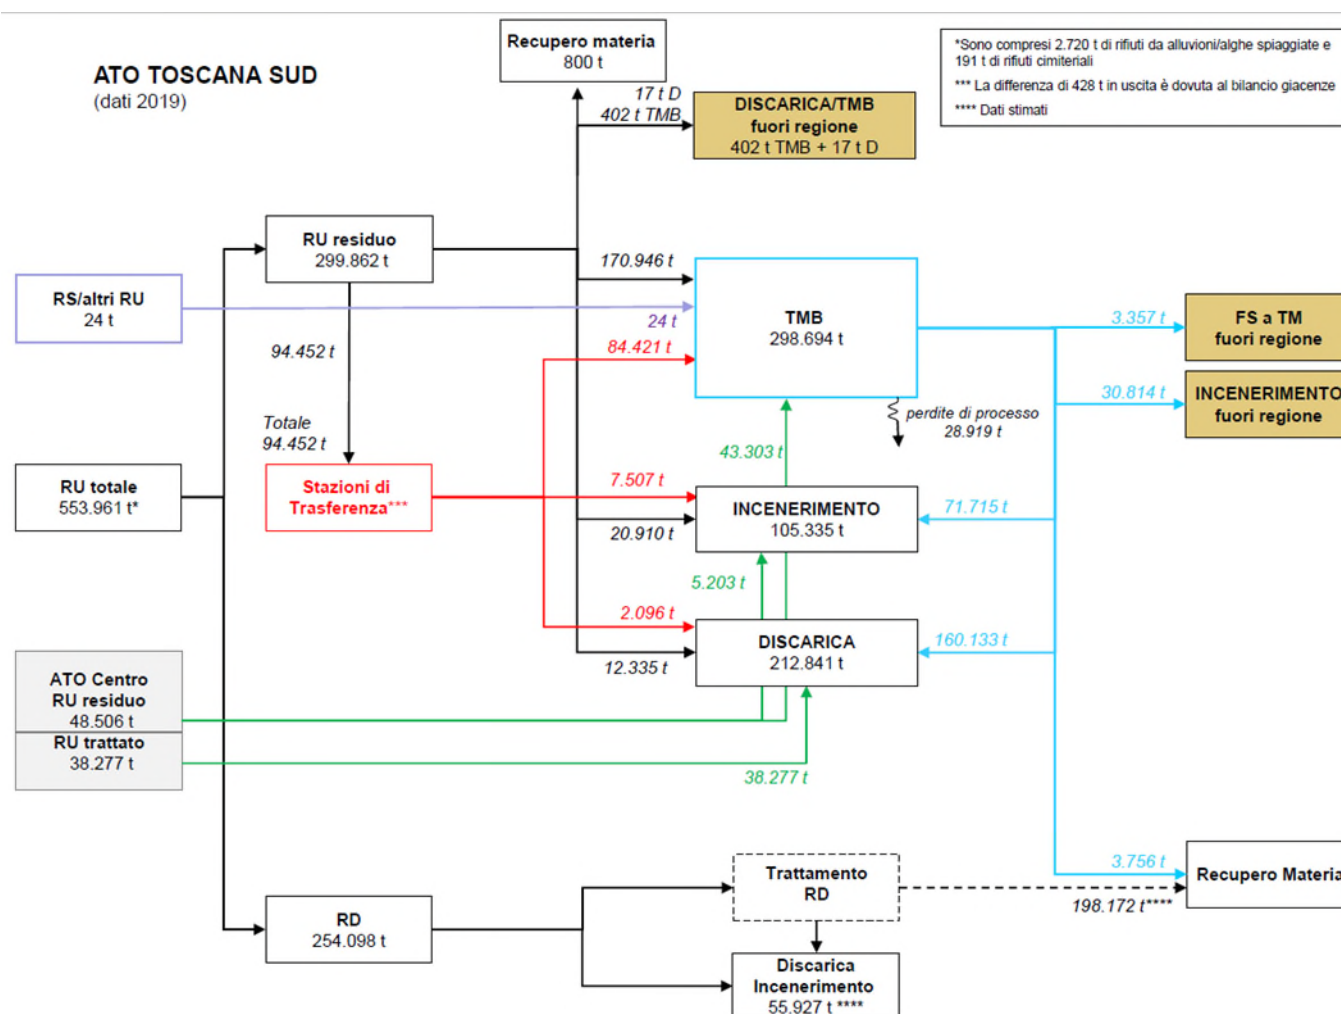 ATO TOSCANA SUD
(dati 2019)
Recupero materia
800 t
*Sono compresi 2.720 t di rifiuti da alluvioni/alghe spiaggiate e
191 t di rifiuti cimiteriali
*** La differenza di 428 t in uscita è dovuta al bilancio giacenze
**** Dati stimati
17 t D
402 t TMB
DISCARICA/TMB
fuori regione
402 t TMB + 17 t D
RU residuo
299.862 t
170.946 t
RS/altri RU
24 t
24 t
TMB
298.694 t
3.357 t
FS a TM
fuori regione
94.452 t
84.421 t
30.814 t
INCENERIMENTO
fuori regione
perdite di processo
28.919 t
Totale
94.452 t
43.303 t
RU totale
553.961 t*
Stazioni di
Trasferenza***
7.507 t
INCENERIMENTO
105.335 t
71.715 t
20.910 t
5.203 t
2.096 t
DISCARICA
212.841 t
160.133 t
12.335 t
ATO Centro
RU residuo
48.506 t
RU trattato
38.277 t
38.277 t
Trattamento
RD
3.756 t
Recupero Materia
198.172 t****
RD
254.098 t
Discarica
Incenerimento
55.927 t ****